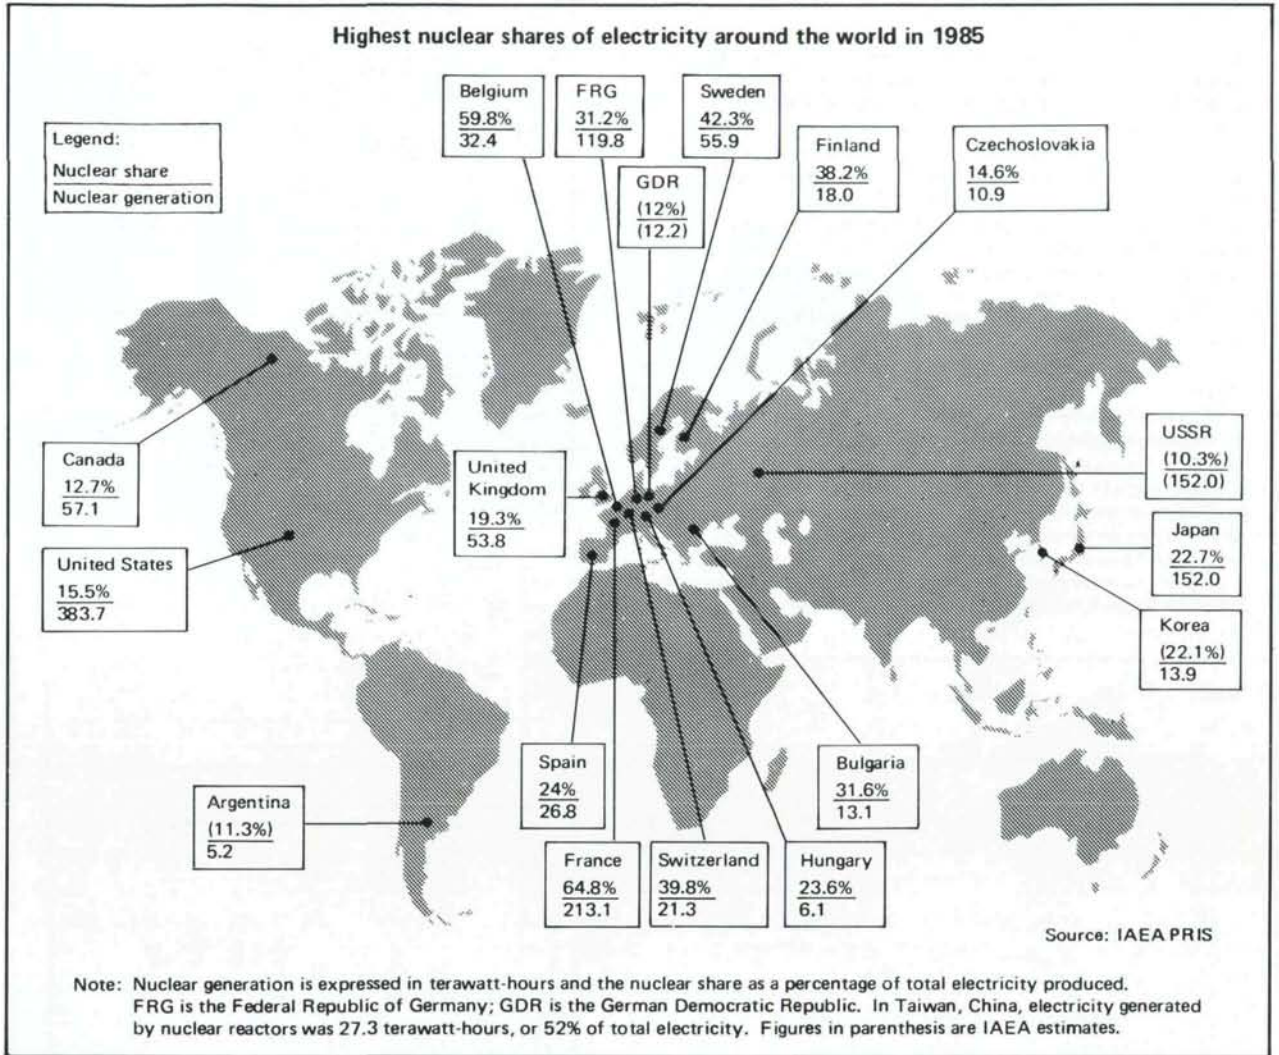 Highest nuclear shares of electricity around the world in 1985
Legend:
Nuclear share
Nuclear generation
Belgium
59.8%
32.4
FRG
31.2%
119.8
Sweden
42.3%
55.9
GDR
(12%)
(12.2)
Finland
38.2%
18.0
Czechoslovakia
14.6%
10.9
Canada
12.7%
57.1
United
Kingdom
19.3%
53.8
USSR
(10.3%)
(152.0)
United States
15.5%
383.7
Japan
22.7%
152.0
Korea
(22.1%)
13.9
Argentina
(11.3%)
5.2
Spain
24%
26.8
Bulgaria
31.6%
13.1
France
64.8%
213.1
Switzerland
39.8%
21.3
Hungary
23.6%
6.1
Source: IAEA PRIS
Note: Nuclear generation is expressed in terawatt-hours and the nuclear share as a percentage of total electricity produced.
FRG is the Federal Republic of Germany; GDR is the German Democratic Republic. In Taiwan, China, electricity generated
by nuclear reactors was 27.3 terawatt-hours, or 52% of total electricity. Figures in parenthesis are IAEA estimates.